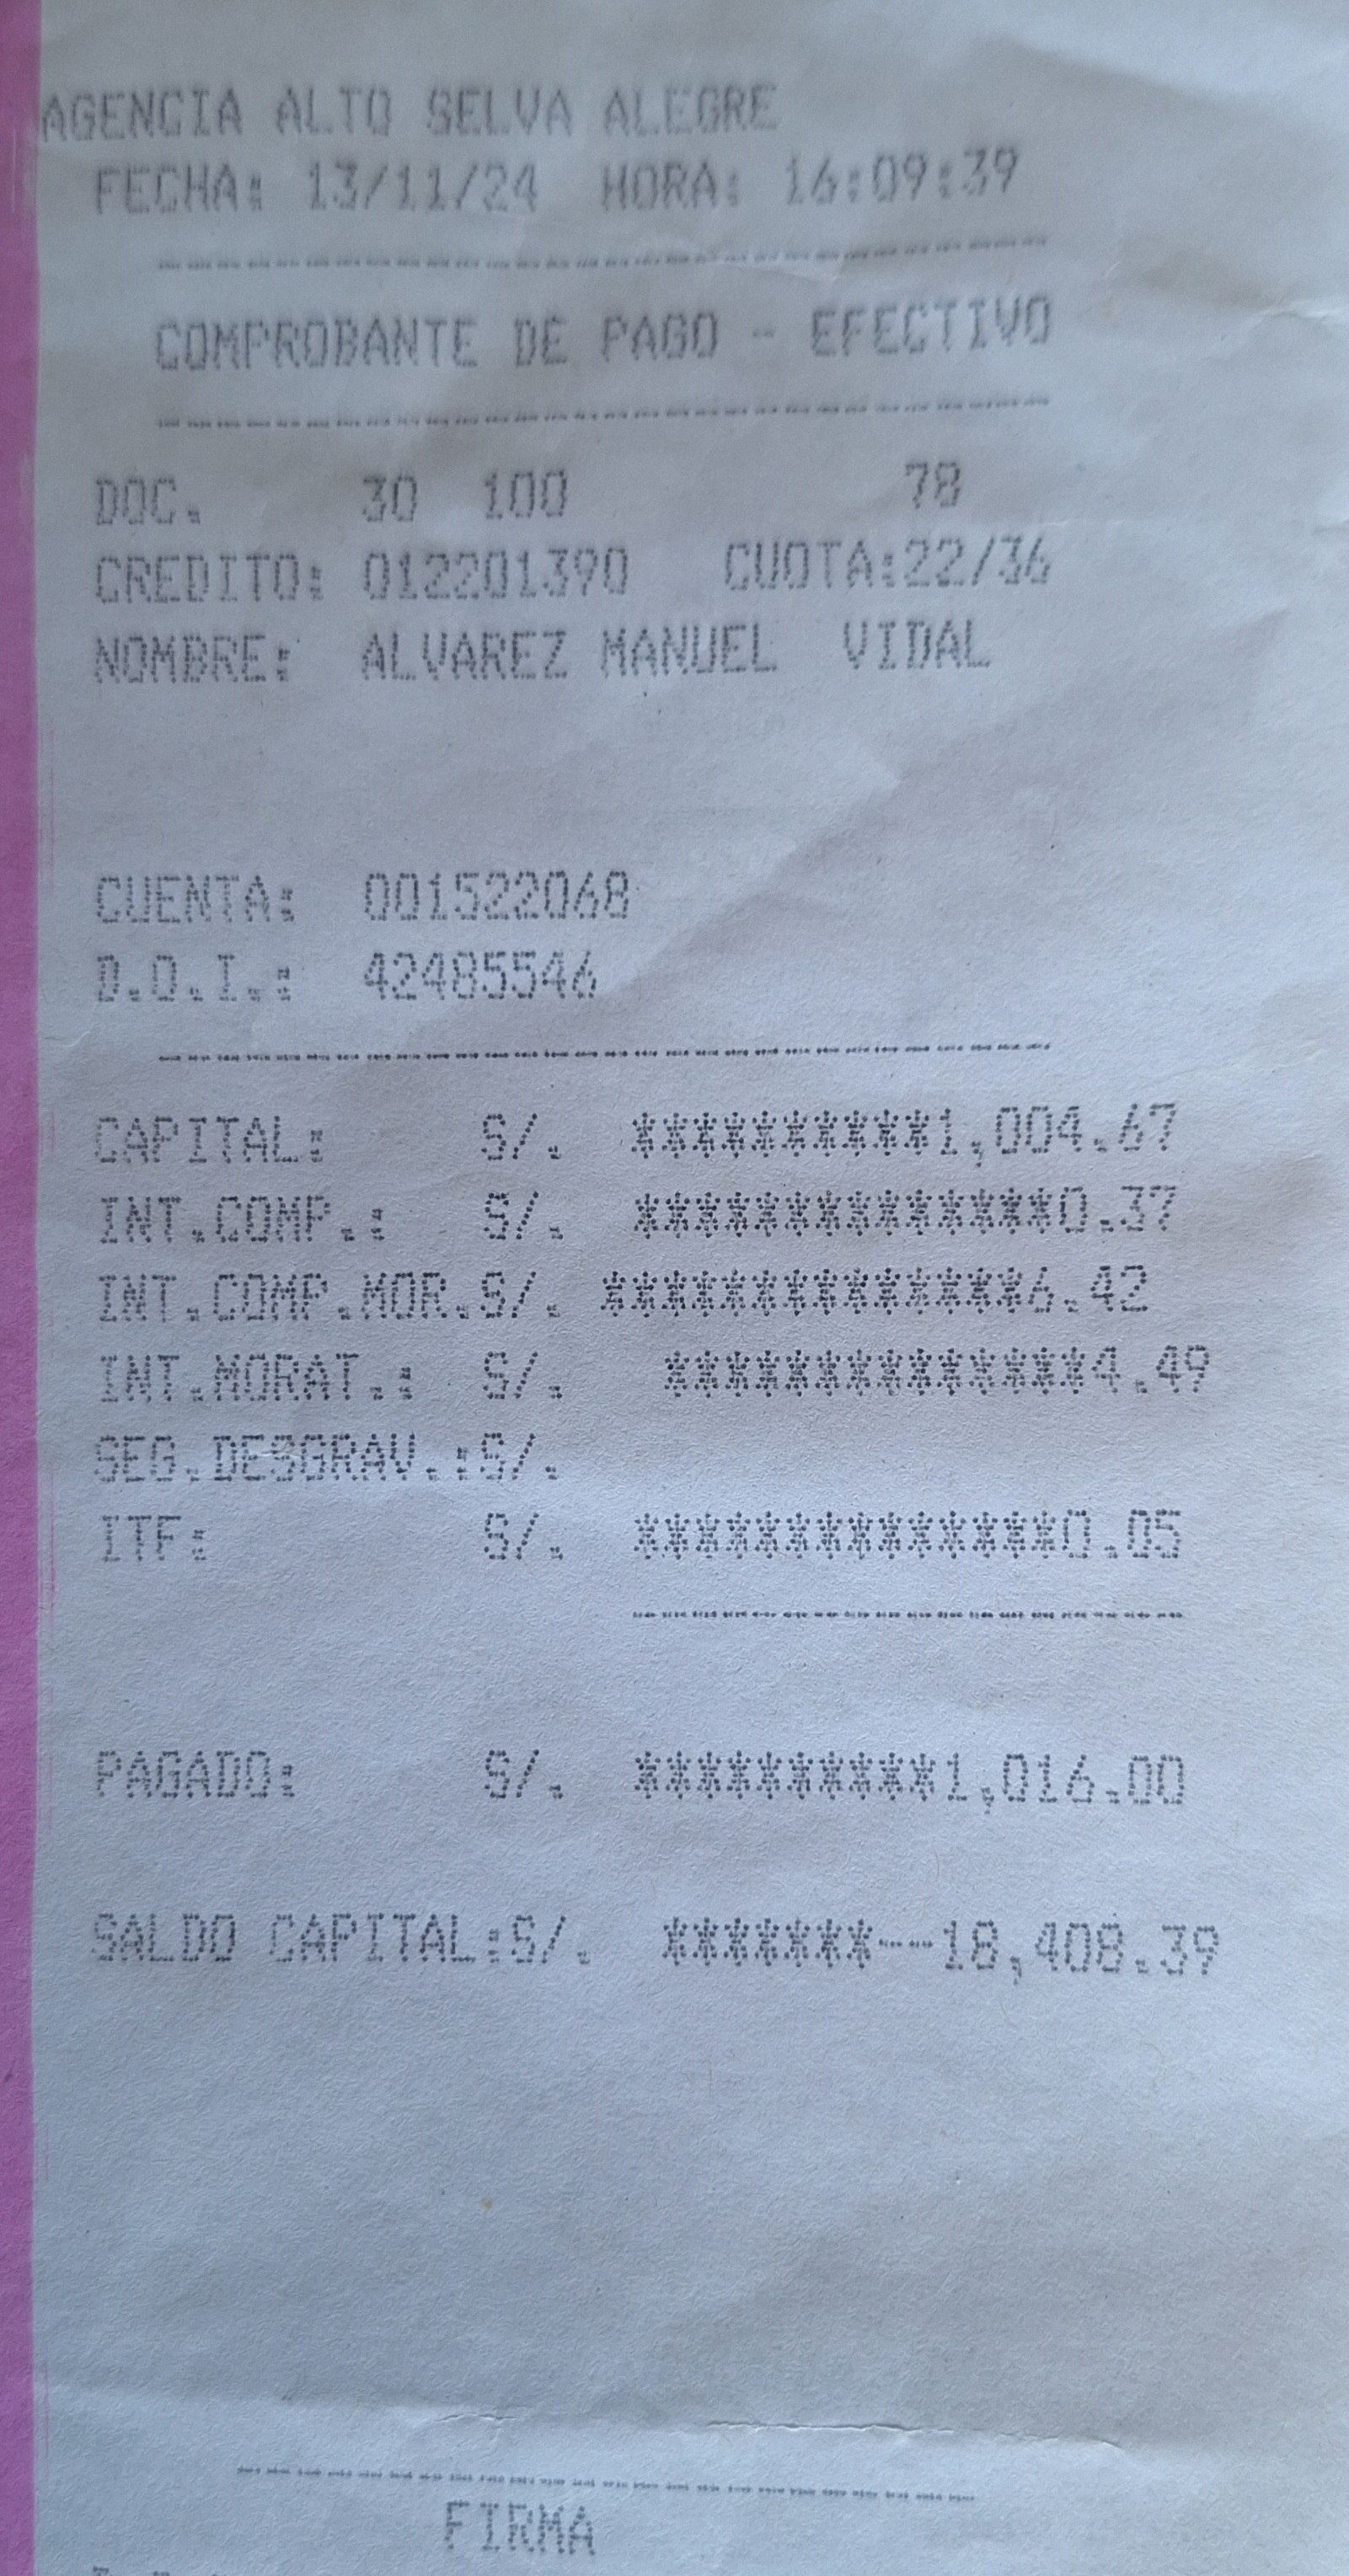 AGENCIA ALTO SELVA ALEGRE
FECHA: 13/11/24 HORA: 16:09:39
------------------------------
COMPROBANTE DE PAGO - EFECTIVO
------------------------------
DOC. 30 100 78
CREDITO: 012201390 CUOTA:22/36
NOMBRE: ALVAREZ MANUEL VIDAL
CUENTA: 001522068
D.O.I.: 42485546
------------------------------
CAPITAL: S/. **********1,004.67
INT.COMP.: S/. **************0.37
INT.COMP.MOR.S/. **************6.42
INT.MORAT.: S/. **************4.49
SEG.DESGRAV.:S/.
ITF: S/. **************0.05
------------------
PAGADO: S/. **********1,016.00
SALDO CAPITAL:S/. *******--18,408.39
------------------------
FIRMA